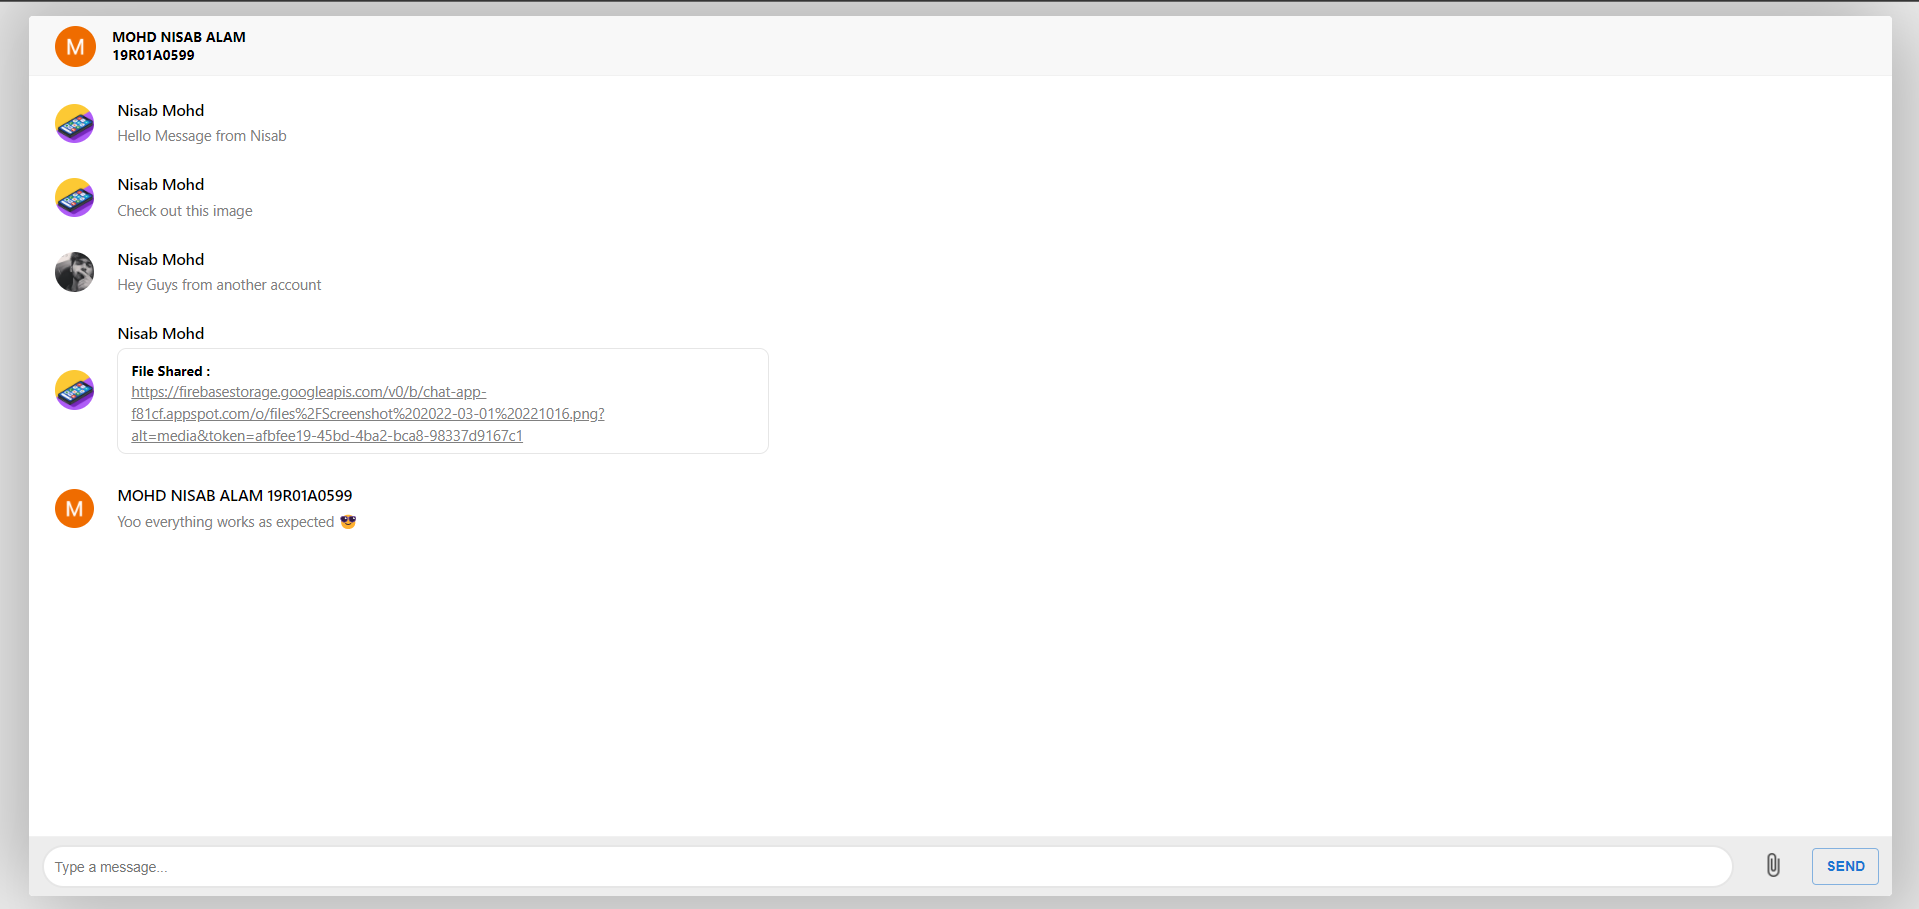 M
MOHD NISAB ALAM
19R01A0599
Nisab Mohd
Hello Message from Nisab
Nisab Mohd
Check out this image
Nisab Mohd
Hey Guys from another account
Nisab Mohd
File Shared :
https://firebasestorage.googleapis.com/v0/b/chat-app-
f81cf.appspot.com/o/files%2FScreenshot%202022-03-01%20221016.png?
alt=media&token=afbfee19-45bd-4ba2-bca8-98337d9167c1
M
MOHD NISAB ALAM 19R01A0599
Yoo everything works as expected 😎
Type a message...
SEND